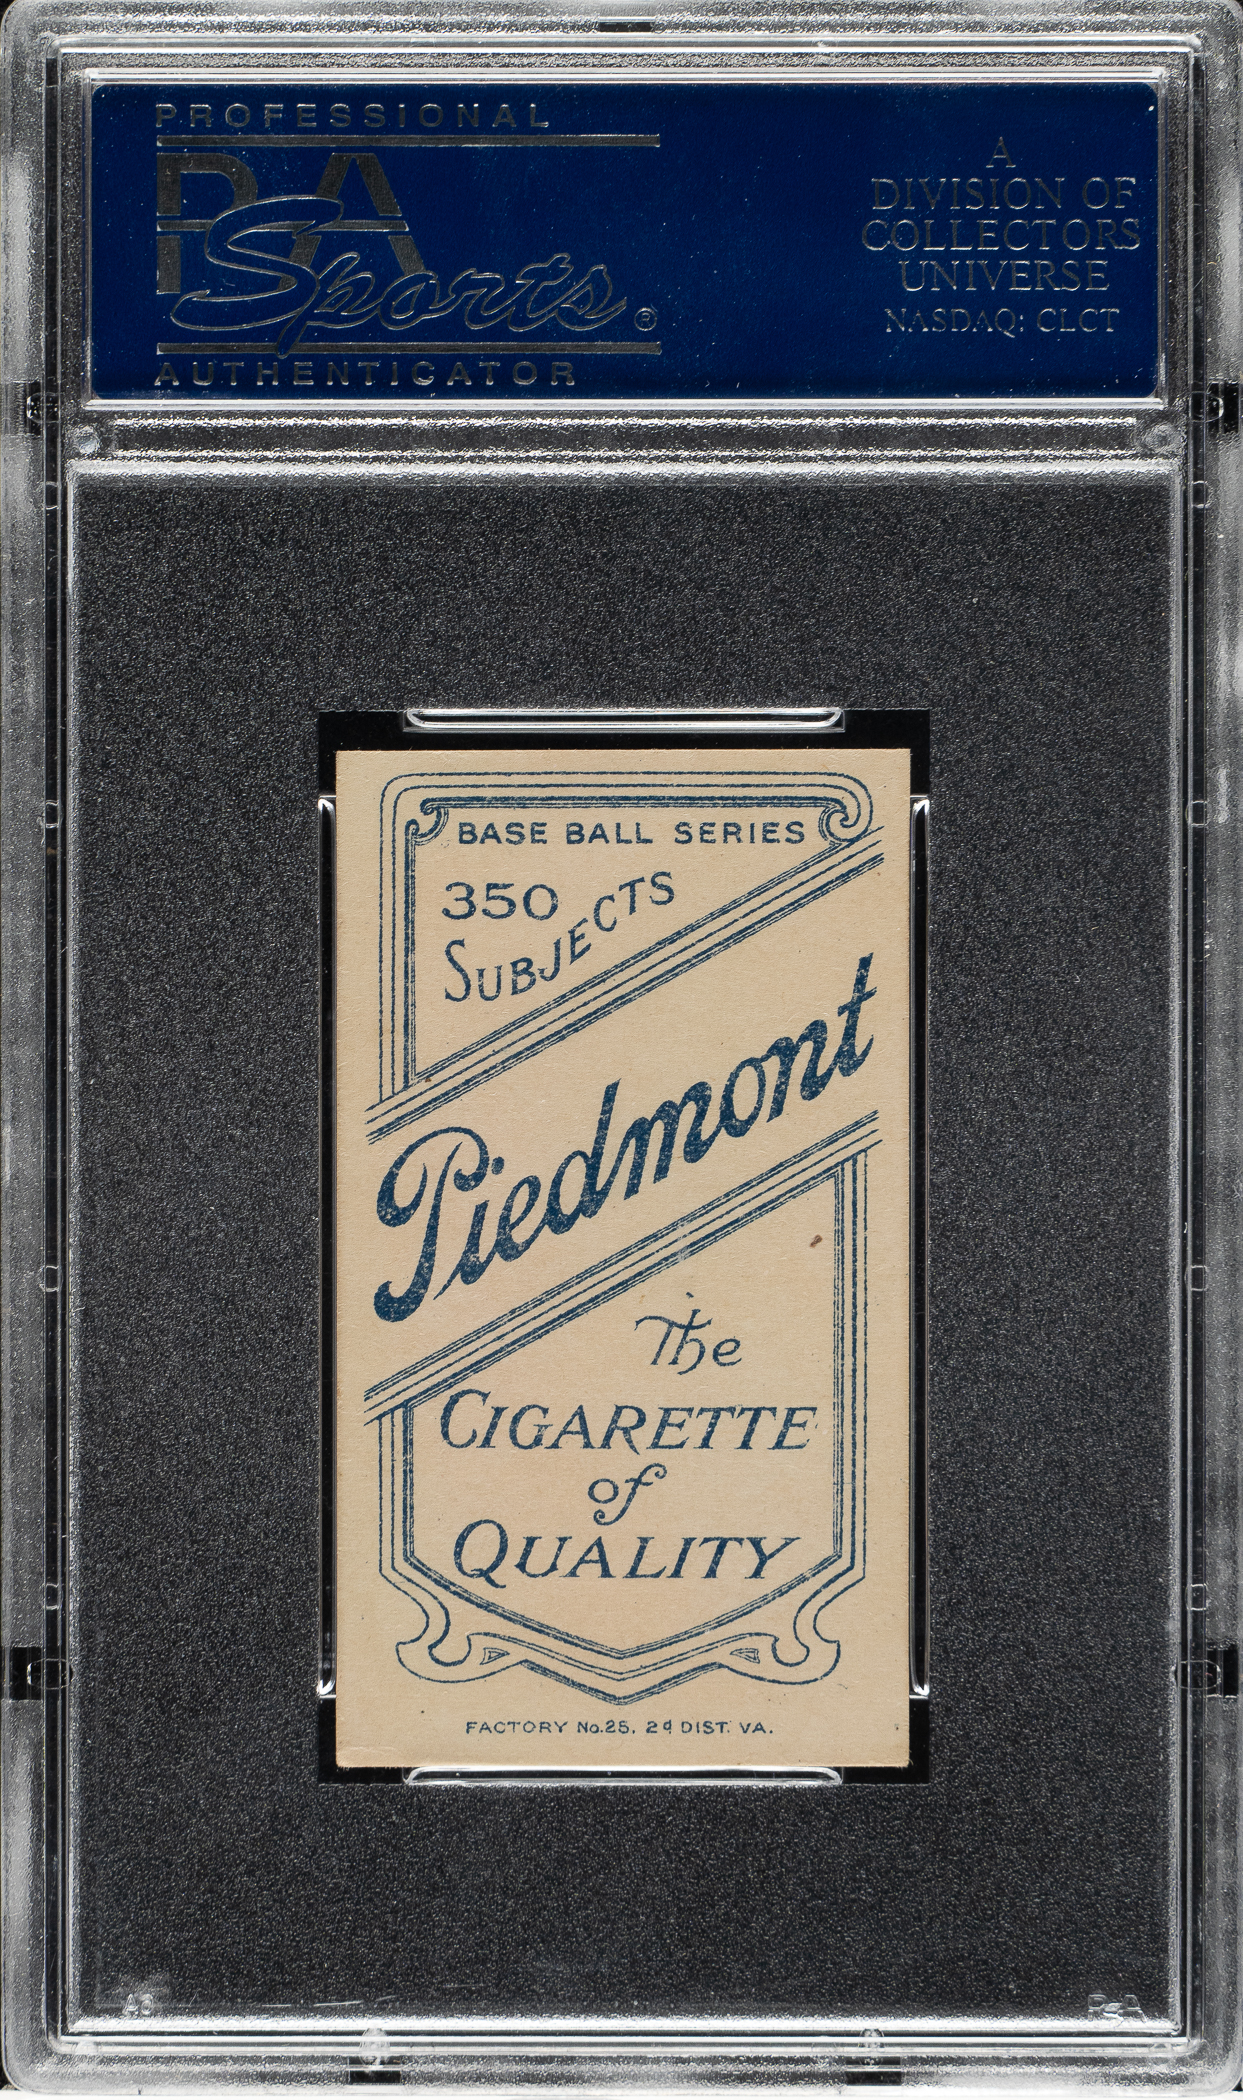 PROFESSIONAL
PSA
Sports®
AUTHENTICATOR
A
DIVISION OF
COLLECTORS
UNIVERSE
NASDAQ: CLCT
BASE BALL SERIES
350
SUBJECTS
Piedmont
The
CIGARETTE
of
QUALITY
FACTORY No.25. 2d DIST. VA.
PSA